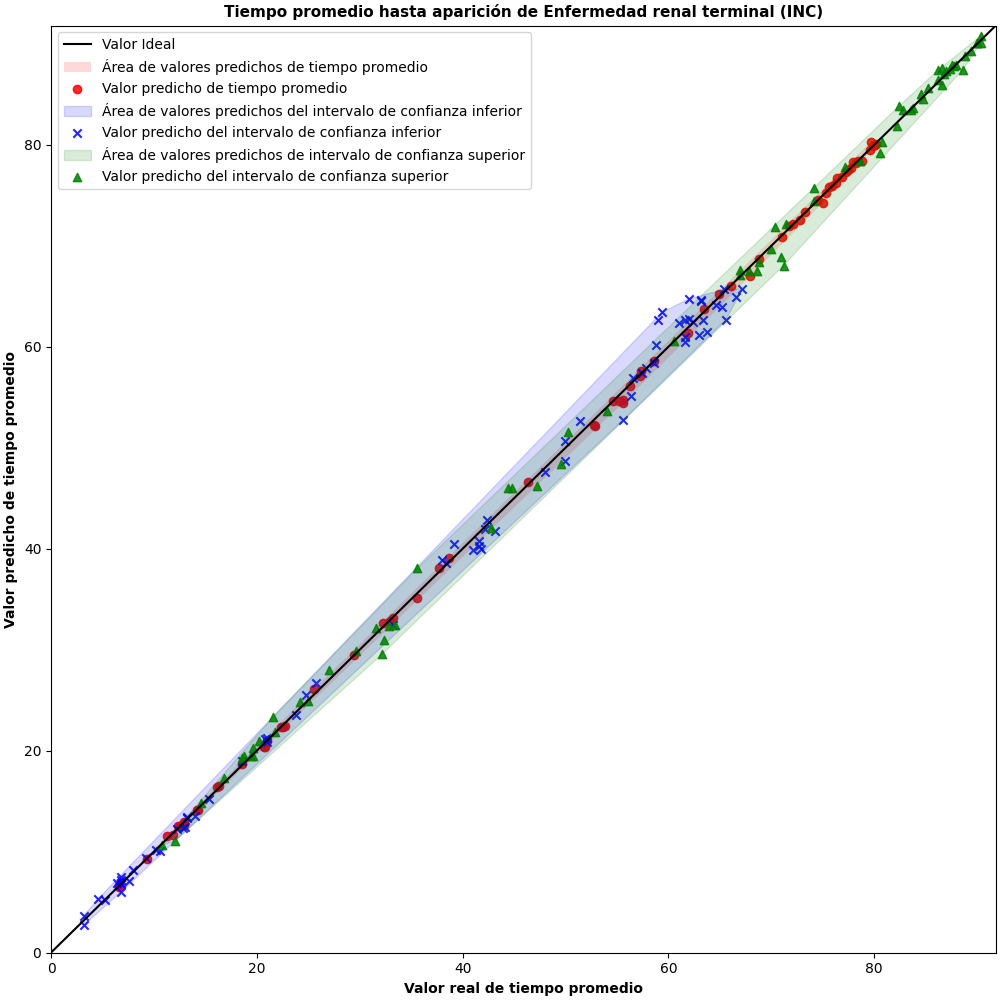 Tiempo promedio hasta aparición de Enfermedad renal terminal (INC)
Valor Ideal
Área de valores predichos de tiempo promedio
Valor predicho de tiempo promedio
Área de valores predichos del intervalo de confianza inferior
Valor predicho del intervalo de confianza inferior
Área de valores predichos de intervalo de confianza superior
Valor predicho del intervalo de confianza superior
Valor predicho de tiempo promedio
80
60
40
20
0
0 20 40 60 80
Valor real de tiempo promedio